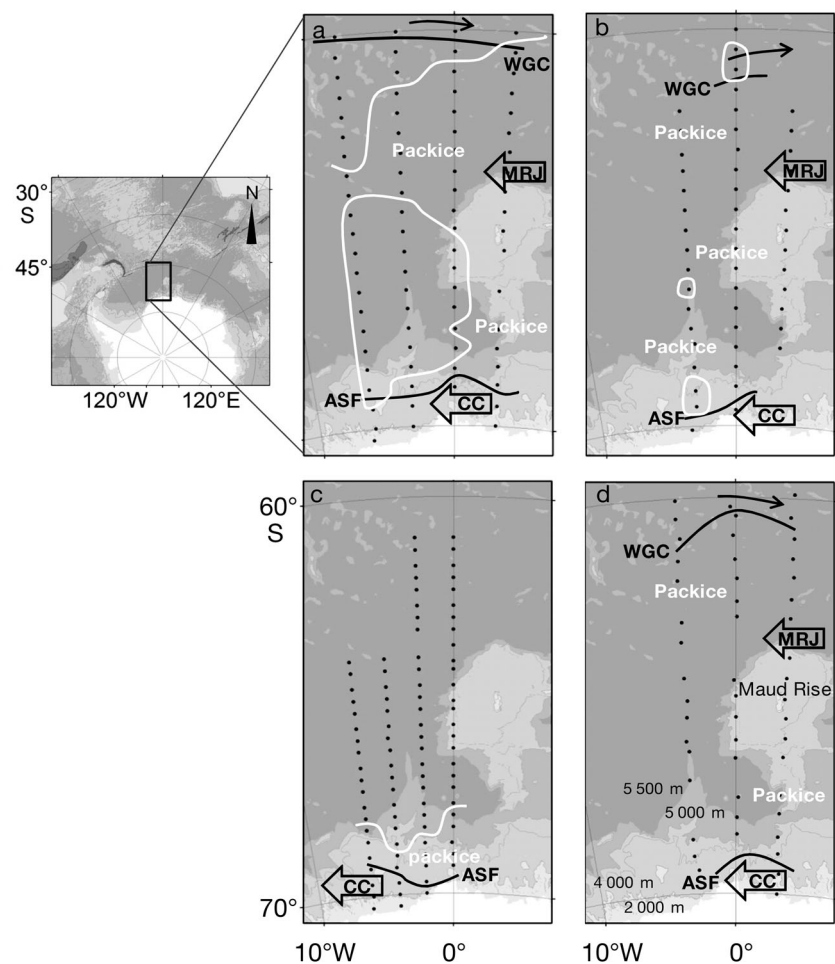 a
WGC
Packice
MRJ
Packice
ASF
CC
b
WGC
Packice
MRJ
Packice
Packice
ASF
CC
30°
S
45°
N
120°W
120°E
c
60°
S
packice
ASF
CC
70°
10°W
0°
d
WGC
Packice
MRJ
Maud Rise
5 500 m
Packice
5 000 m
ASF
CC
4 000 m
2 000 m
10°W
0°